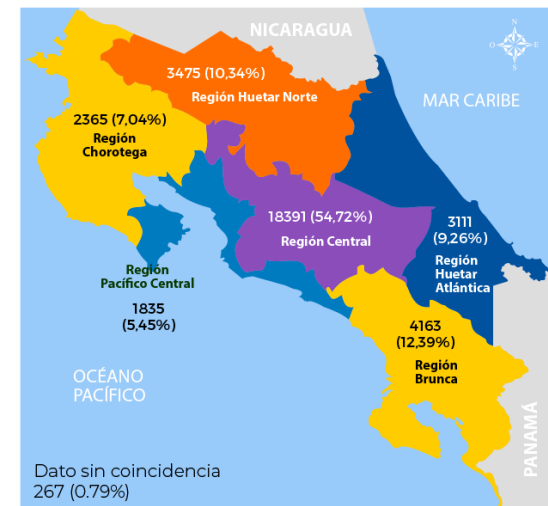 NICARAGUA
N
O
E
S
3475 (10,34%)
Región Huetar Norte
MAR CARIBE
2365 (7,04%)
Región
Chorotega
18391 (54,72%)
Región Central
3111
(9,26%)
Región
Huetar
Atlántica
Región
Pacífico Central
1835
(5,45%)
4163
(12,39%)
Región
Brunca
OCÉANO
PACÍFICO
PANAMÁ
Dato sin coincidencia
267 (0.79%)